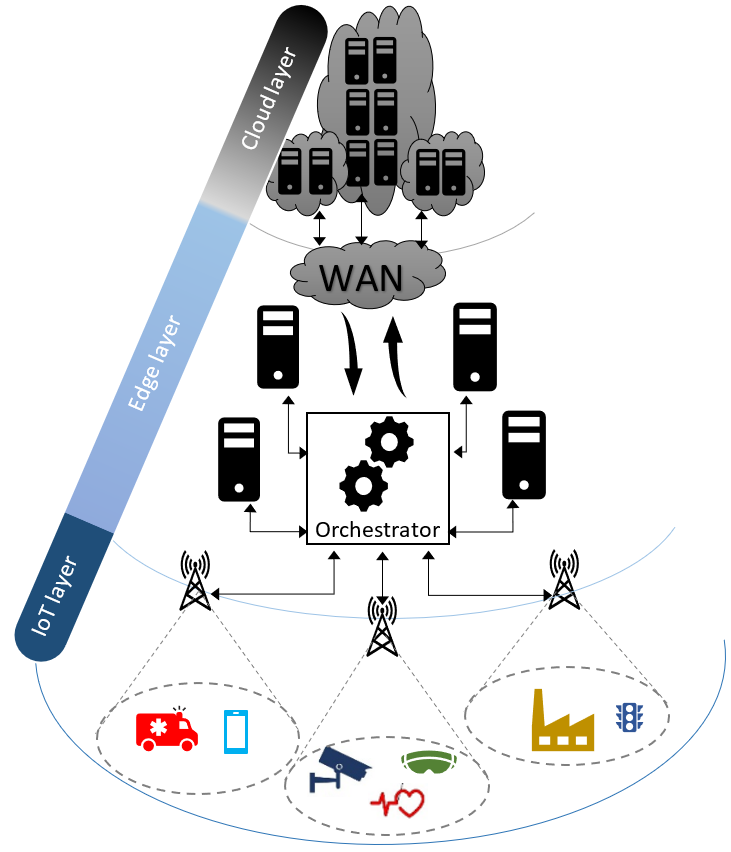 Cloud layer
WAN
Edge layer
Orchestrator
IoT layer